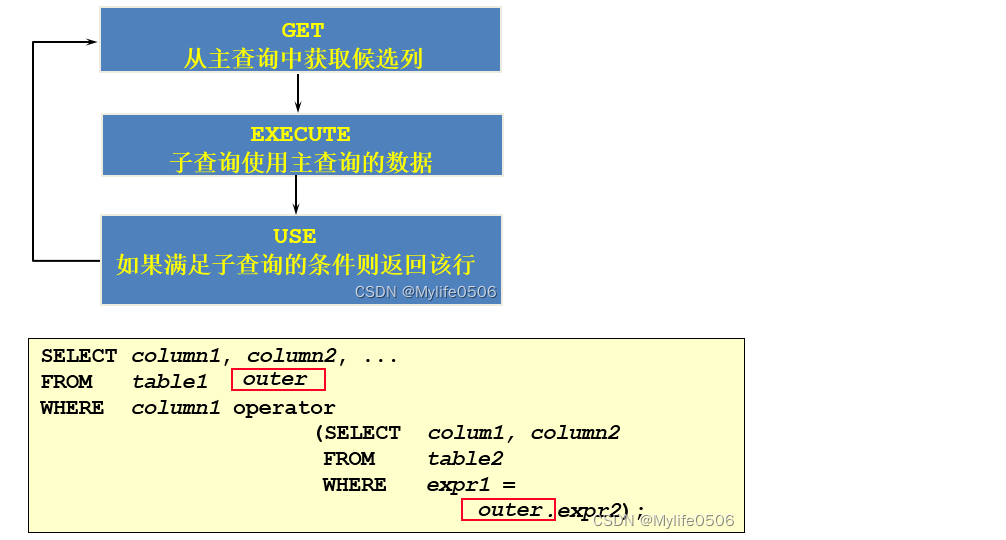 GET
从主查询中获取候选列
EXECUTE
子查询使用主查询的数据
USE
如果满足子查询的条件则返回该行
CSDN @Mylife0506
SELECT column1, column2, ...
FROM table1 outer
WHERE column1 operator
(SELECT colum1, column2
FROM table2
WHERE expr1 =
outer.expr2);
CSDN @Mylife0506